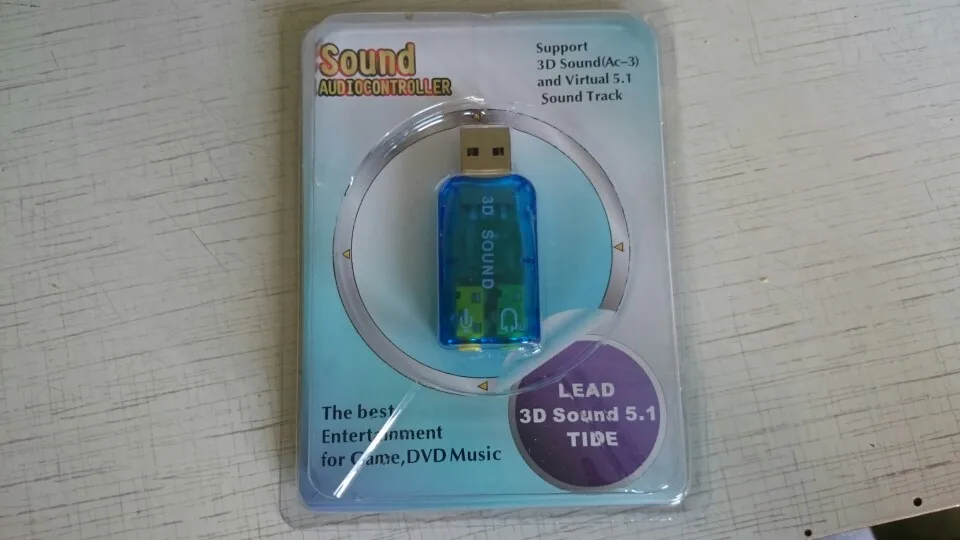 Sound
AUDIOCONTROLLER
Support
3D Sound(Ac-3)
and Virtual 5.1
Sound Track
3D SOUND
LEAD
3D Sound 5.1
TIDE
The best
Entertainment
for Game,DVD Music